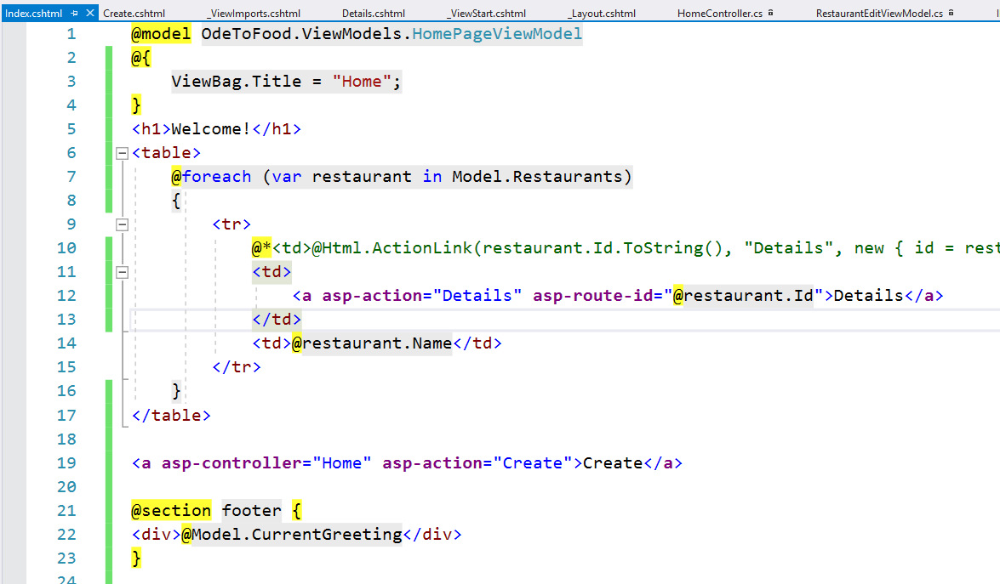 Index.cshtml Create.cshtml _ViewImports.cshtml Details.cshtml _ViewStart.cshtml _Layout.cshtml HomeController.cs RestaurantEditViewModel.cs
1 @model OdeToFood.ViewModels.HomePageViewModel
2 @{
3 ViewBag.Title = "Home";
4 }
5 <h1>Welcome!</h1>
6 <table>
7 @foreach (var restaurant in Model.Restaurants)
8 {
9 <tr>
10 @*<td>@Html.ActionLink(restaurant.Id.ToString(), "Details", new { id = rest
11 <td>
12 <a asp-action="Details" asp-route-id="@restaurant.Id">Details</a>
13 </td>
14 <td>@restaurant.Name</td>
15 </tr>
16 }
17 </table>
18
19 <a asp-controller="Home" asp-action="Create">Create</a>
20
21 @section footer {
22 <div>@Model.CurrentGreeting</div>
23 }
24